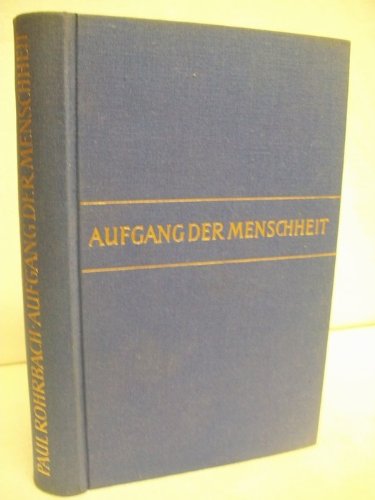 AUFGANG DER MENSCHHEIT
PAUL ROHRBACH·AUFGANG DER MENSCHHEIT